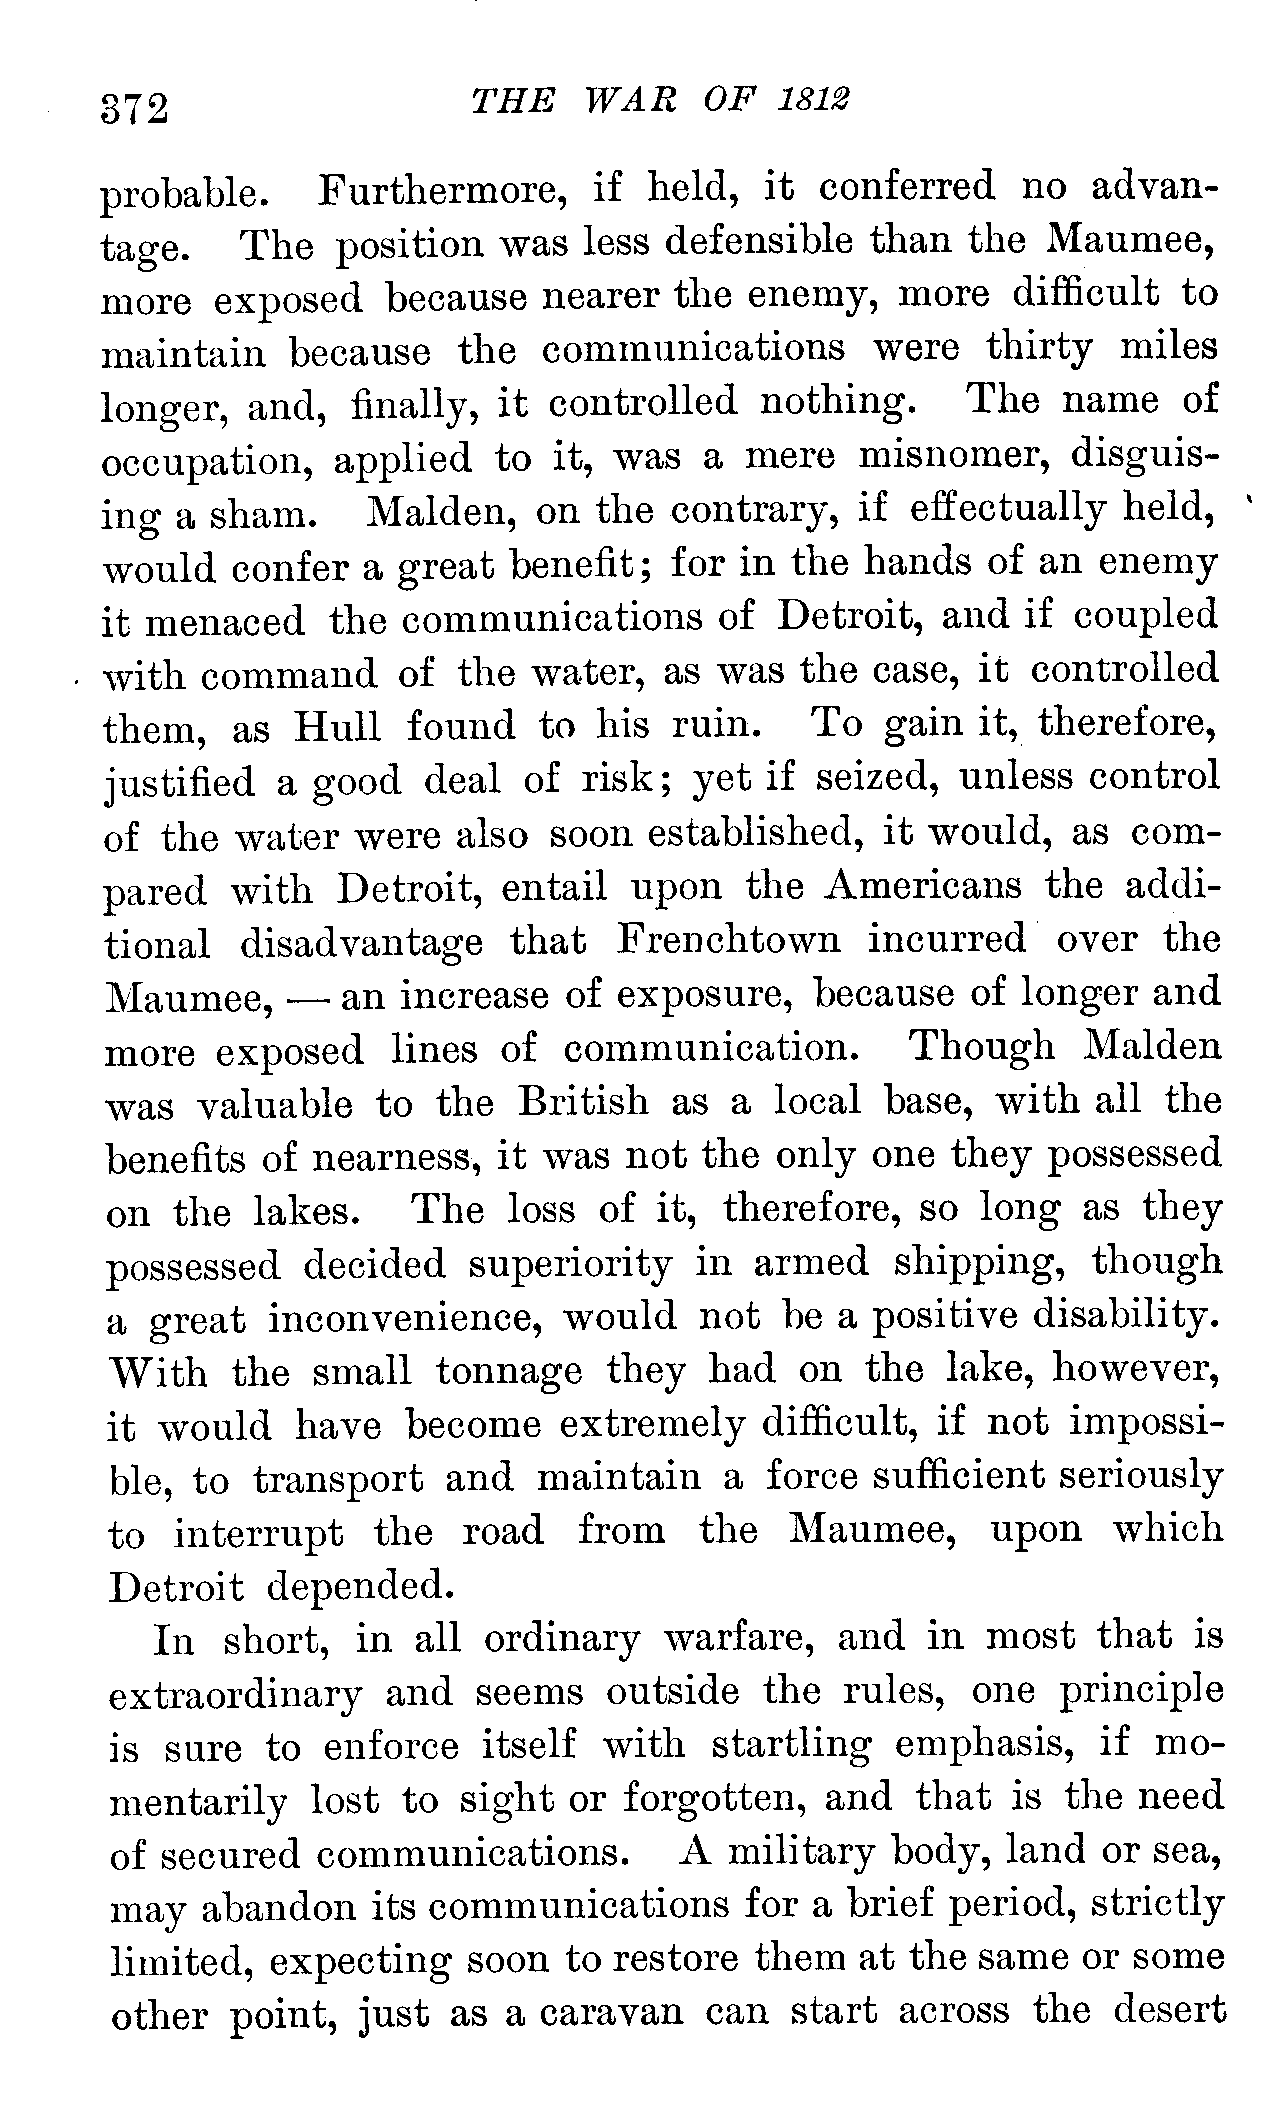 372 THE WAR OF 1812
probable. Furthermore, if held, it conferred no advan-
tage. The position was less defensible than the Maumee,
more exposed because nearer the enemy, more difficult to
maintain because the communications were thirty miles
longer, and, finally, it controlled nothing. The name of
occupation, applied to it, was a mere misnomer, disguis-
ing a sham. Malden, on the contrary, if effectually held,
would confer a great benefit; for in the hands of an enemy
it menaced the communications of Detroit, and if coupled
with command of the water, as was the case, it controlled
them, as Hull found to his ruin. To gain it, therefore,
justified a good deal of risk; yet if seized, unless control
of the water were also soon established, it would, as com-
pared with Detroit, entail upon the Americans the addi-
tional disadvantage that Frenchtown incurred over the
Maumee, — an increase of exposure, because of longer and
more exposed lines of communication. Though Malden
was valuable to the British as a local base, with all the
benefits of nearness, it was not the only one they possessed
on the lakes. The loss of it, therefore, so long as they
possessed decided superiority in armed shipping, though
a great inconvenience, would not be a positive disability.
With the small tonnage they had on the lake, however,
it would have become extremely difficult, if not impossi-
ble, to transport and maintain a force sufficient seriously
to interrupt the road from the Maumee, upon which
Detroit depended.
In short, in all ordinary warfare, and in most that is
extraordinary and seems outside the rules, one principle
is sure to enforce itself with startling emphasis, if mo-
mentarily lost to sight or forgotten, and that is the need
of secured communications. A military body, land or sea,
may abandon its communications for a brief period, strictly
limited, expecting soon to restore them at the same or some
other point, just as a caravan can start across the desert